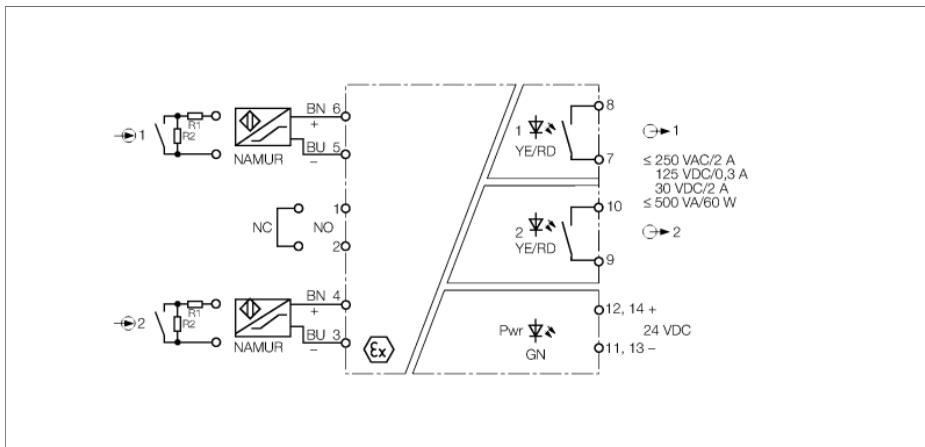 1
R1
R2
BN 6
+
BU 5
–
NAMUR
NC
1
NO
2
2
R1
R2
BN 4
+
BU 3
–
NAMUR
Ex
1
YE/RD
8
7
1
≤ 250 VAC/2 A
125 VDC/0,3 A
30 VDC/2 A
≤ 500 VA/60 W
2
YE/RD
10
9
2
Pwr
GN
12, 14 +
24 VDC
11, 13 –